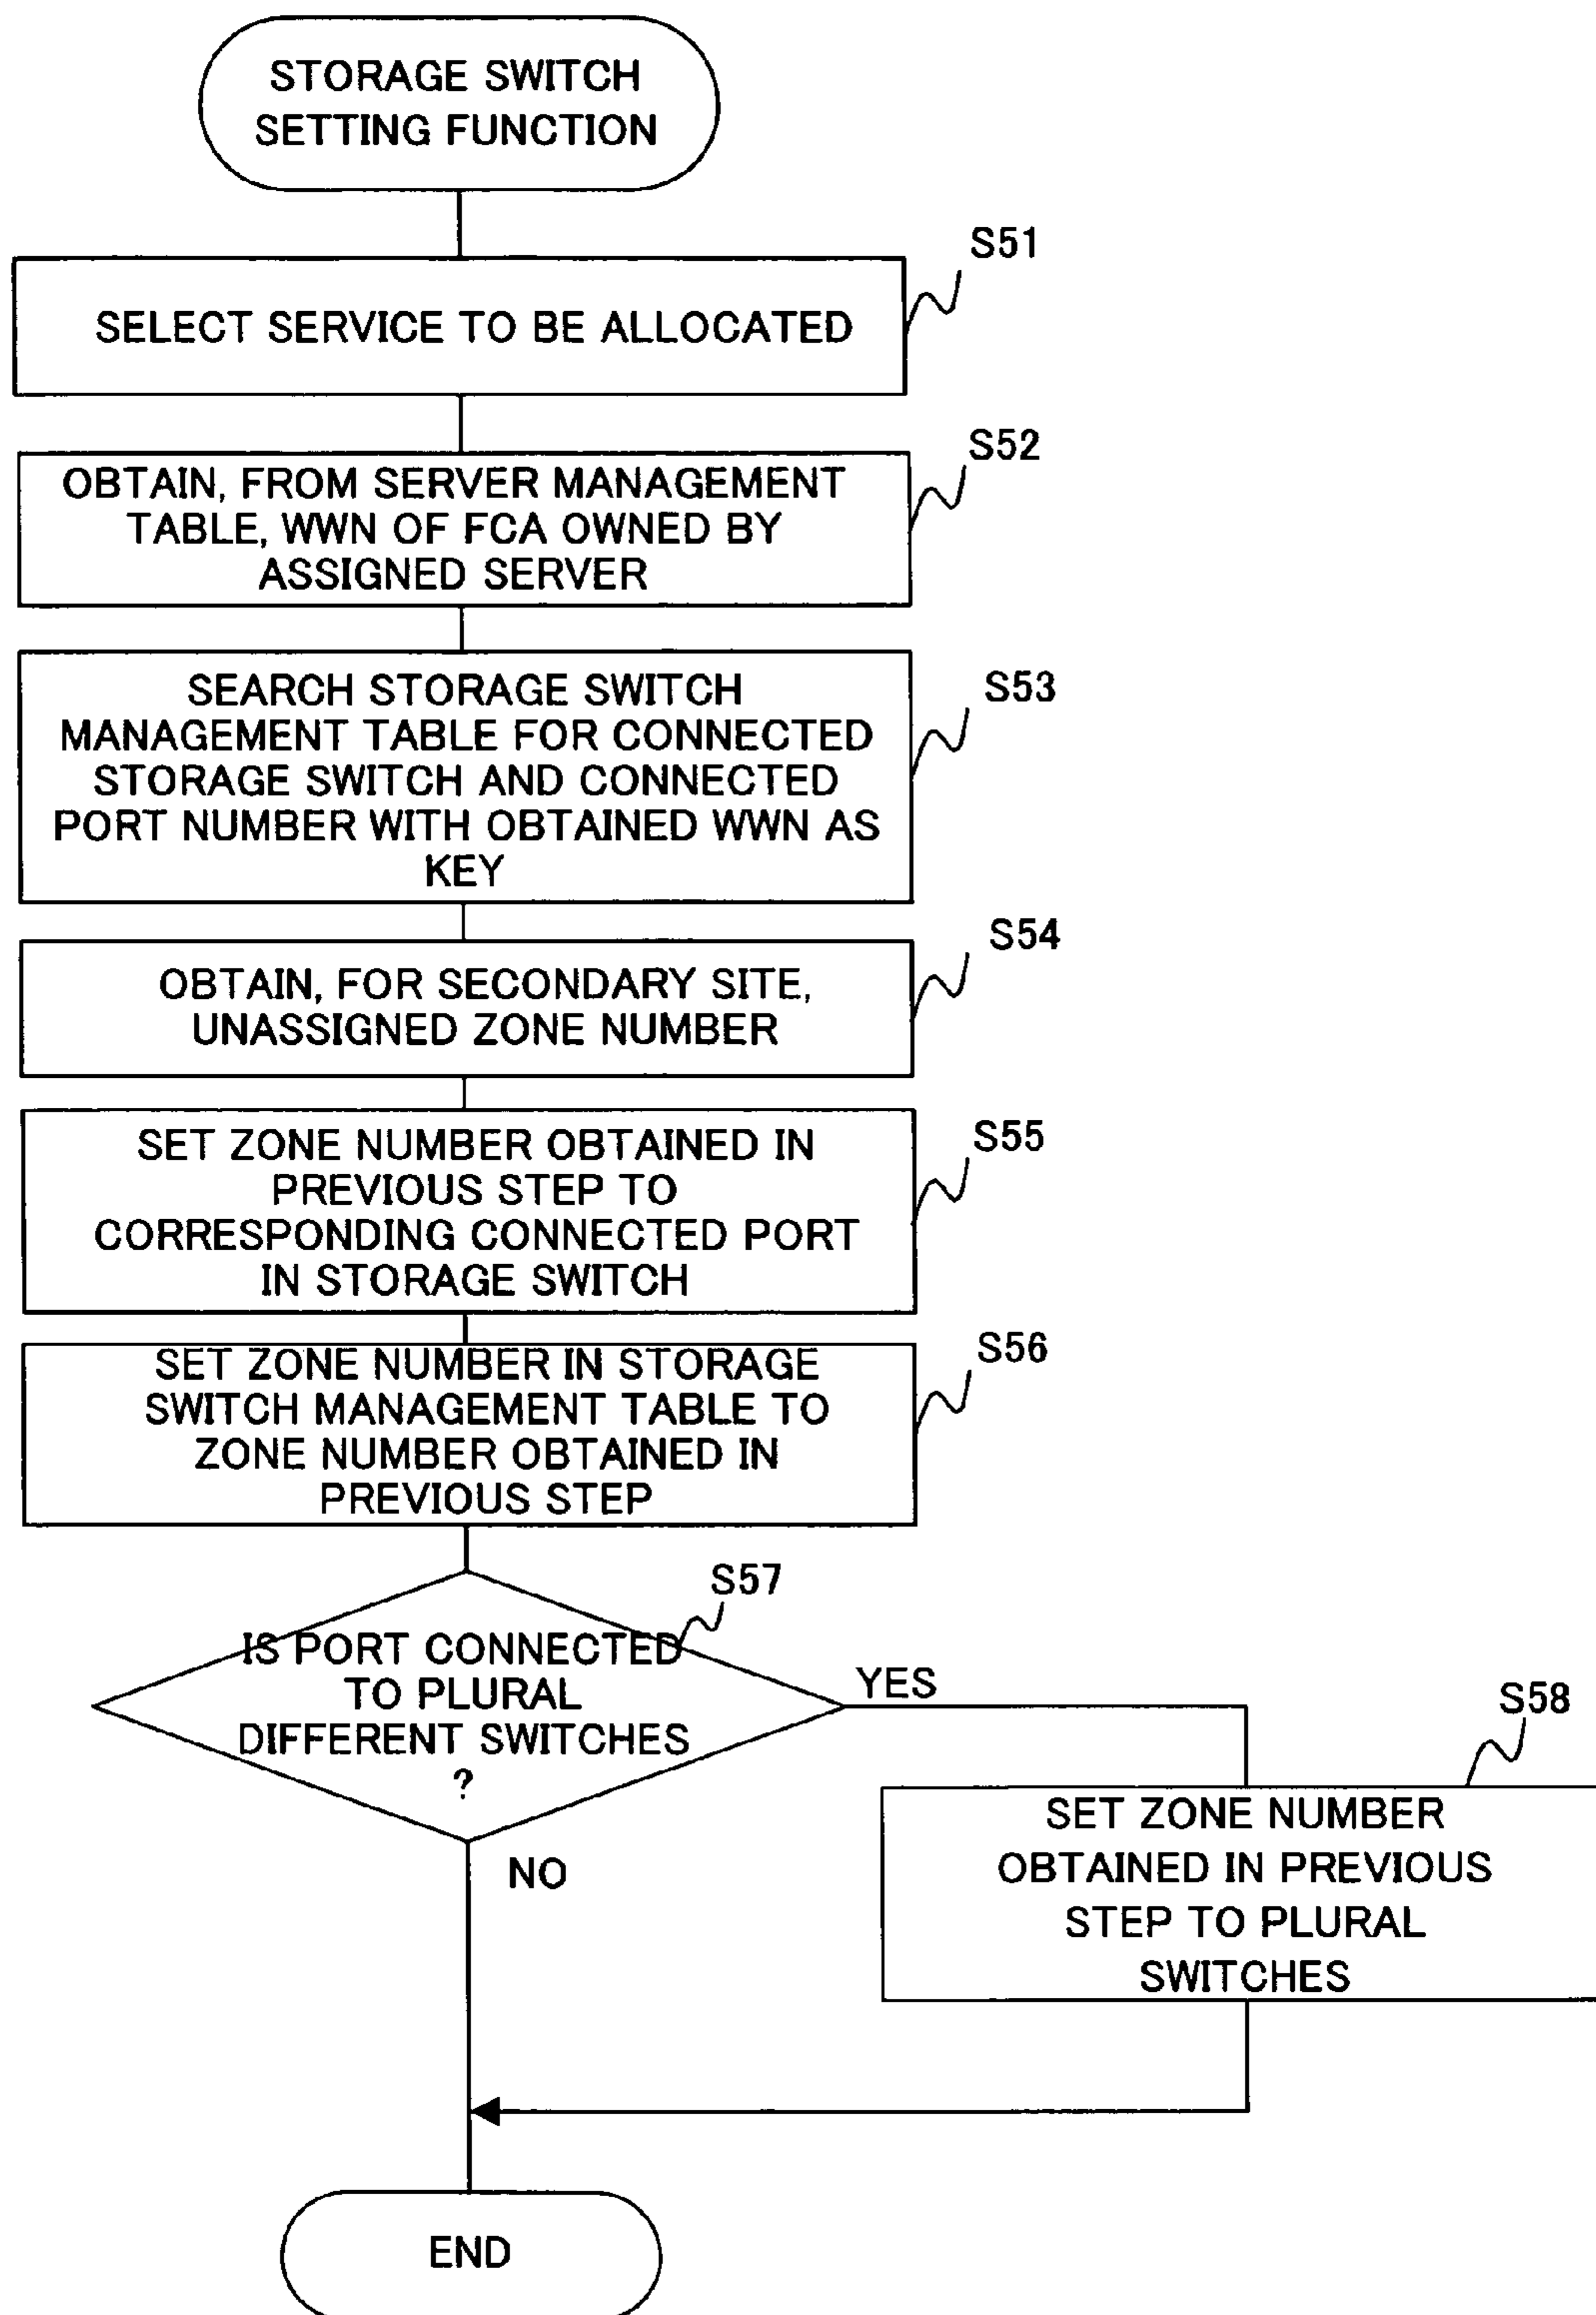 STORAGE SWITCH
SETTING FUNCTION
S51
SELECT SERVICE TO BE ALLOCATED
S52
OBTAIN, FROM SERVER MANAGEMENT
TABLE, WWN OF FCA OWNED BY
ASSIGNED SERVER
S53
SEARCH STORAGE SWITCH
MANAGEMENT TABLE FOR CONNECTED
STORAGE SWITCH AND CONNECTED
PORT NUMBER WITH OBTAINED WWN AS
KEY
S54
OBTAIN, FOR SECONDARY SITE,
UNASSIGNED ZONE NUMBER
S55
SET ZONE NUMBER OBTAINED IN
PREVIOUS STEP TO
CORRESPONDING CONNECTED PORT
IN STORAGE SWITCH
S56
SET ZONE NUMBER IN STORAGE
SWITCH MANAGEMENT TABLE TO
ZONE NUMBER OBTAINED IN
PREVIOUS STEP
S57
IS PORT CONNECTED
TO PLURAL
DIFFERENT SWITCHES
?
YES
NO
S58
SET ZONE NUMBER
OBTAINED IN PREVIOUS
STEP TO PLURAL
SWITCHES
END